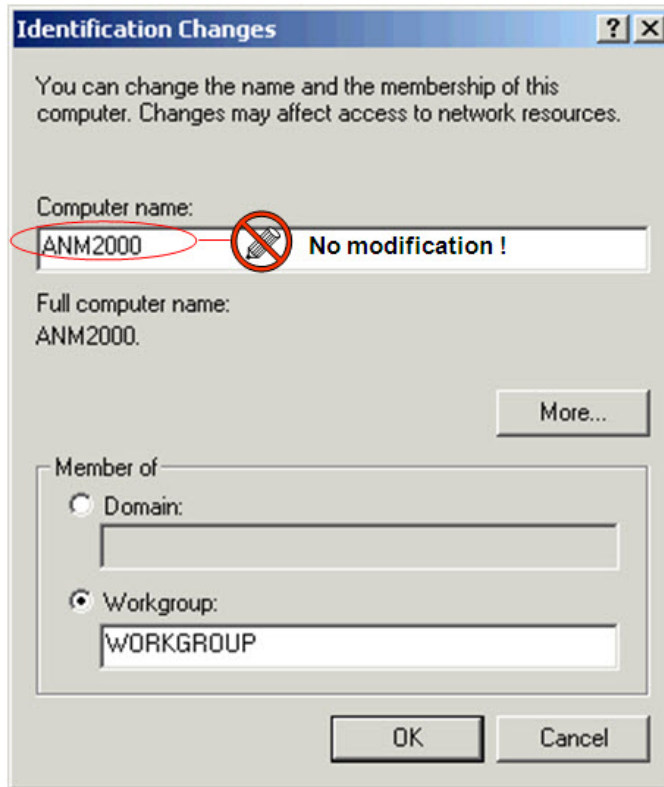 Identification Changes
You can change the name and the membership of this
computer. Changes may affect access to network resources.
Computer name:
ANM2000 No modification !
Full computer name:
ANM2000.
More...
Member of
Domain:
Workgroup:
WORKGROUP
OK Cancel